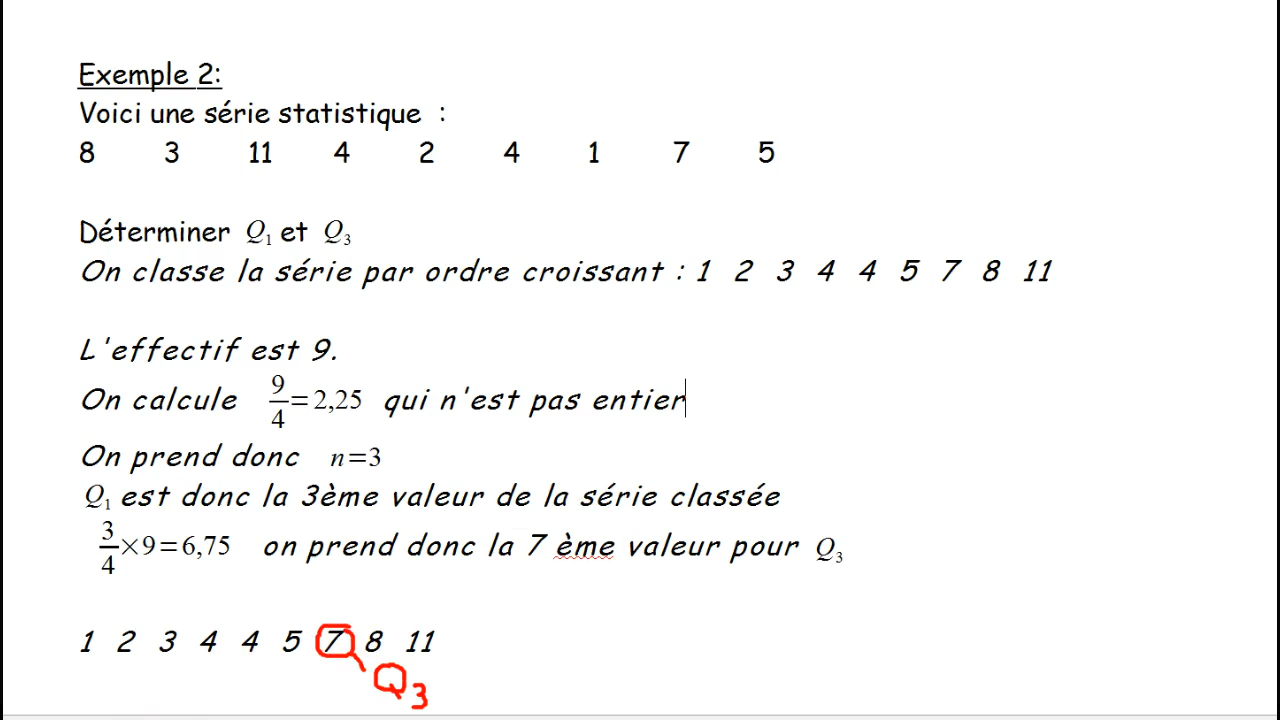 Exemple 2:
Voici une série statistique :
8 3 11 4 2 4 1 7 5
Déterminer Q₁ et Q₃
On classe la série par ordre croissant : 1 2 3 4 4 5 7 8 11
L'effectif est 9.
On calcule 9/4=2,25 qui n'est pas entier
On prend donc n=3
Q₁ est donc la 3ème valeur de la série classée
3/4×9=6,75 on prend donc la 7 ème valeur pour Q₃
1 2 3 4 4 5 7 8 11
Q3